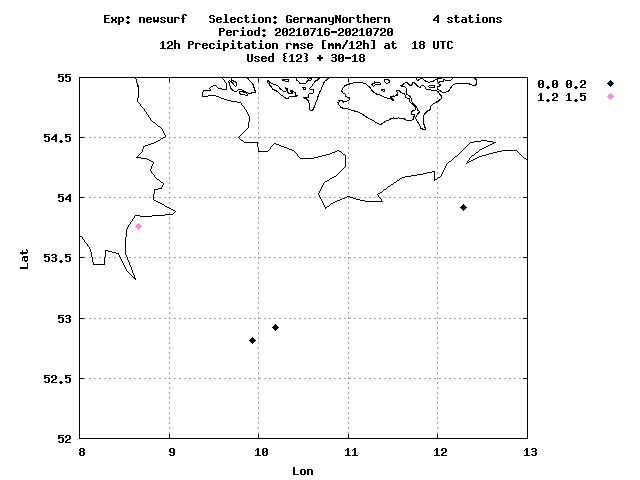 Exp: newsurf   Selection: GermanyNorthern      4 stations
Period: 20210716-20210720
12h Precipitation rmse [mm/12h] at  18 UTC
Used {12} + 30-18
0.0 0.2
1.2 1.5
55
54.5
54
53.5
53
52.5
52
Lat
8 9 10 11 12 13
Lon